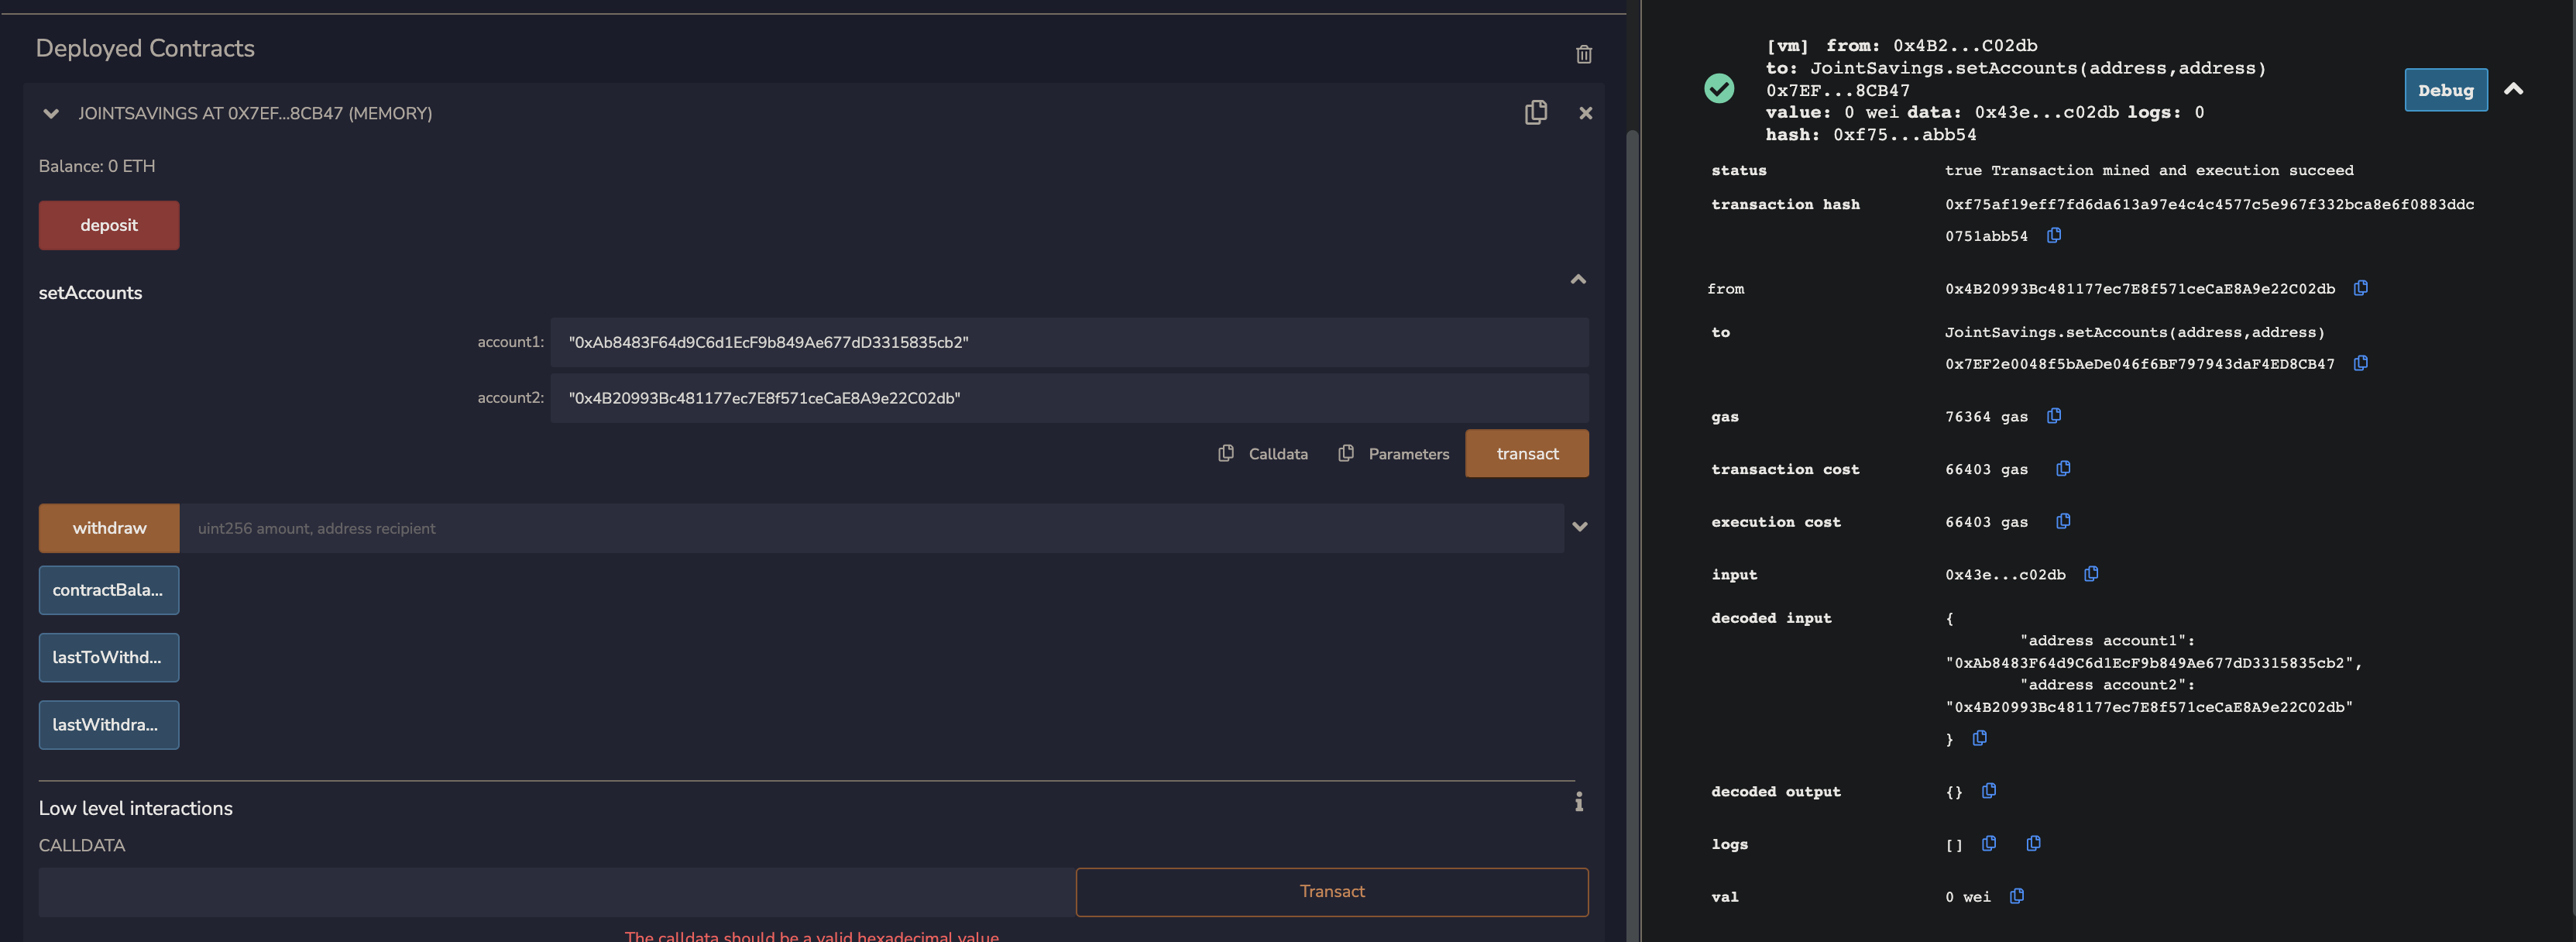 Deployed Contracts
JOINTSAVINGS AT 0X7EF...8CB47 (MEMORY)
Balance: 0 ETH
deposit
setAccounts
account1: "0xAb8483F64d9C6d1EcF9b849Ae677dD3315835cb2"
account2: "0x4B20993Bc481177ec7E8f571ceCaE8A9e22C02db"
Calldata Parameters transact
withdraw uint256 amount, address recipient
contractBala...
lastToWithd...
lastWithdra...
Low level interactions
CALLDATA
Transact
The calldata should be a valid hexadecimal value
[vm] from: 0x4B2...C02db
to: JointSavings.setAccounts(address,address)
0x7EF...8CB47
value: 0 wei data: 0x43e...c02db logs: 0
hash: 0xf75...abb54
Debug
status true Transaction mined and execution succeed
transaction hash 0xf75af19eff7fd6da613a97e4c4c4577c5e967f332bca8e6f0883ddc
0751abb54
from 0x4B20993Bc481177ec7E8f571ceCaE8A9e22C02db
to JointSavings.setAccounts(address,address)
0x7EF2e0048f5bAeDe046f6BF797943daF4ED8CB47
gas 76364 gas
transaction cost 66403 gas
execution cost 66403 gas
input 0x43e...c02db
decoded input {
"address account1":
"0xAb8483F64d9C6d1EcF9b849Ae677dD3315835cb2",
"address account2":
"0x4B20993Bc481177ec7E8f571ceCaE8A9e22C02db"
}
decoded output {}
logs []
val 0 wei